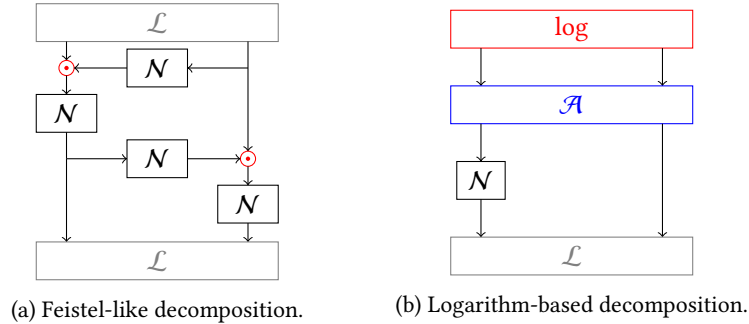 ℒ
𝒩
𝒩
𝒩
𝒩
ℒ
(a) Feistel-like decomposition.
log
𝒜
𝒩
ℒ
(b) Logarithm-based decomposition.